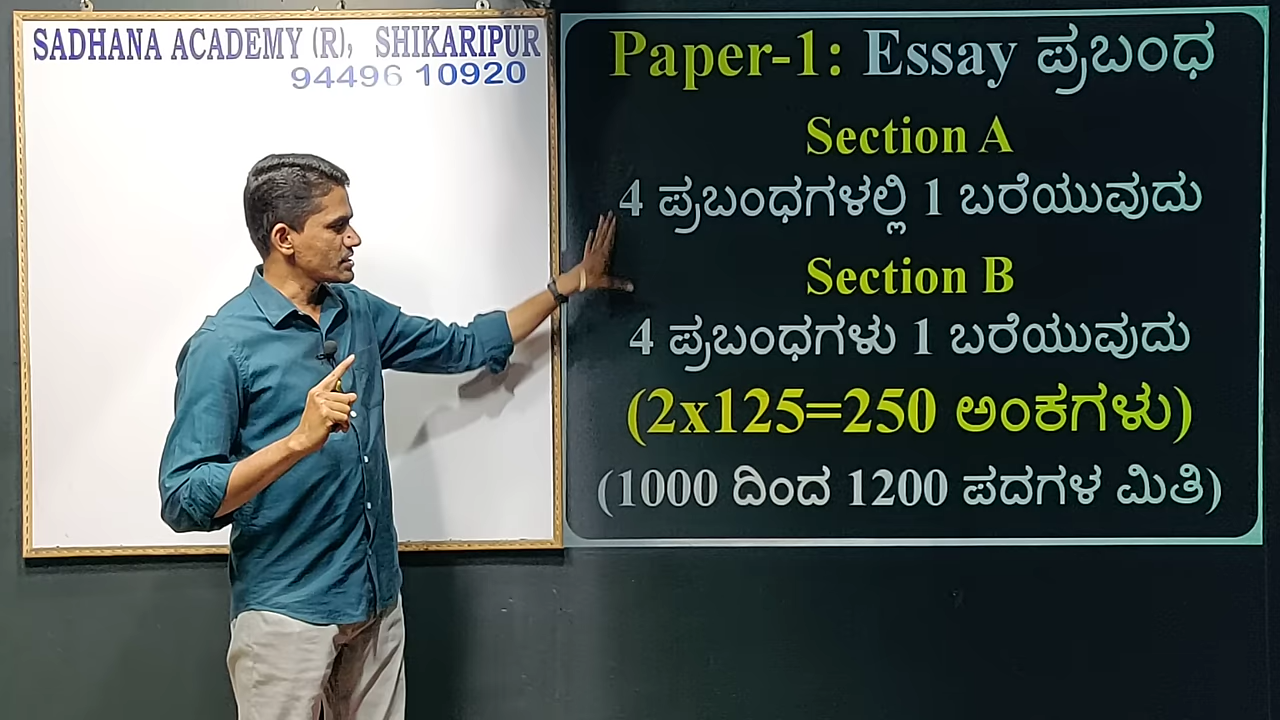 SADHANA ACADEMY (R), SHIKARIPUR
94496 10920
Paper-1: Essay ಪ್ರಬಂಧ
Section A
4 ಪ್ರಬಂಧಗಳಲ್ಲಿ 1 ಬರೆಯುವುದು
Section B
4 ಪ್ರಬಂಧಗಳು 1 ಬರೆಯುವುದು
(2x125=250 ಅಂಕಗಳು)
(1000 ದಿಂದ 1200 ಪದಗಳ ಮಿತಿ)